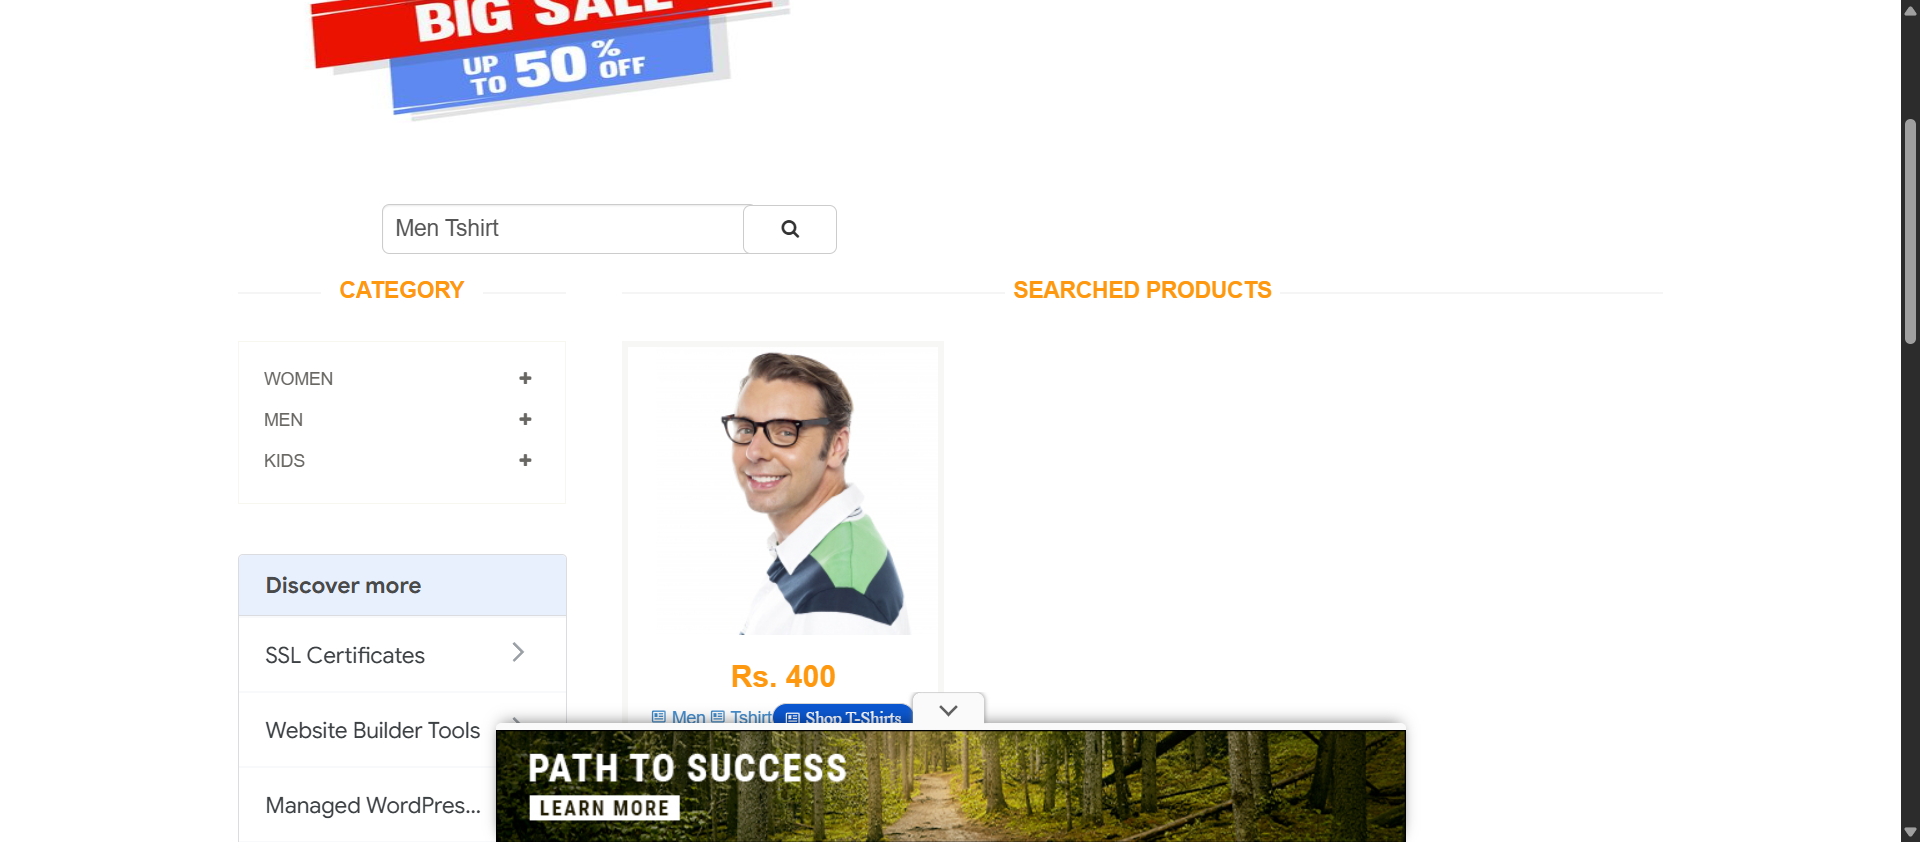 BIG SALE
UP TO 50% OFF
Men Tshirt
CATEGORY
SEARCHED PRODUCTS
WOMEN
MEN
KIDS
Discover more
SSL Certificates
Website Builder Tools
Managed WordPres...
Rs. 400
Men Tshirt Shop T-Shirts
PATH TO SUCCESS
LEARN MORE